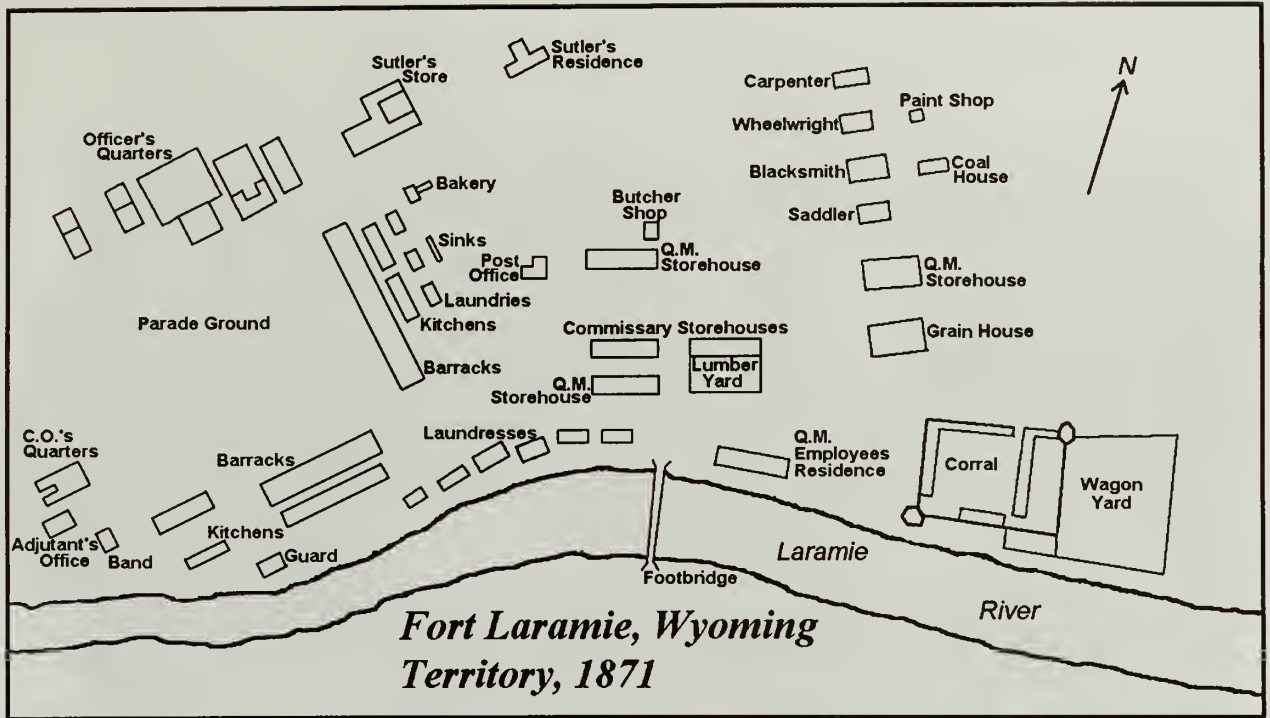 Sutler's
Residence
Sutler's
Store
Carpenter
N
Paint Shop
Wheelwright
Officer's
Quarters
Blacksmith
Coal
House
Bakery
Butcher
Shop
Saddler
Sinks
Post
Office
Q.M.
Storehouse
Q.M.
Storehouse
Laundries
Parade Ground
Kitchens
Commissary Storehouses
Grain House
Barracks
Lumber
Yard
Q.M.
Storehouse
C.O.'s
Quarters
Laundresses
Q.M.
Employees
Residence
Barracks
Corral
Wagon
Yard
Kitchens
Adjutant's
Office
Band
Guard
Laramie
River
Footbridge
Fort Laramie, Wyoming
Territory, 1871